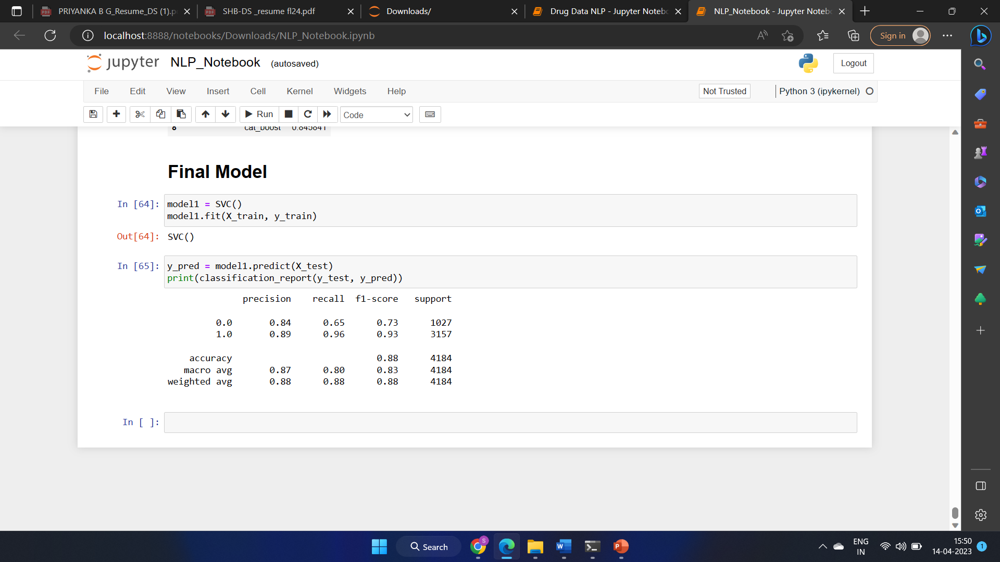 PRIYANKA B G_Resume_DS (1).p
SHB-DS _resume fl24.pdf
Downloads/
Drug Data NLP - Jupyter Noteb
NLP_Notebook - Jupyter Noteb
localhost:8888/notebooks/Downloads/NLP_Notebook.ipynb
Sign in
jupyter NLP_Notebook (autosaved)
Logout
File Edit View Insert Cell Kernel Widgets Help
Not Trusted
Python 3 (ipykernel)
Run
Code
8 cat_boost 0.845841
Final Model
In [64]: model1 = SVC()
model1.fit(X_train, y_train)
Out[64]: SVC()
In [65]: y_pred = model1.predict(X_test)
print(classification_report(y_test, y_pred))
precision recall f1-score support
0.0 0.84 0.65 0.73 1027
1.0 0.89 0.96 0.93 3157
accuracy 0.88 4184
macro avg 0.87 0.80 0.83 4184
weighted avg 0.88 0.88 0.88 4184
In [ ]:
Search
ENG
IN
15:50
14-04-2023
1